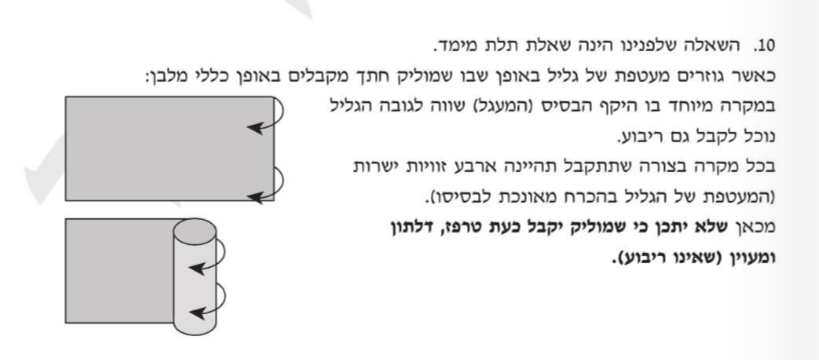 10. השאלה שלפנינו הינה שאלת תלת מימד.
כאשר גוזרים מעטפת של גליל באופן שבו שמוליק חתך מקבלים באופן כללי מלבן:
במקרה מיוחד בו היקף הבסיס (המעגל) שווה לגובה הגליל
נוכל לקבל גם ריבוע.
בכל מקרה בצורה שתתקבל תהיינה ארבע זוויות ישרות
(המעטפת של הגליל בהכרח מאונכת לבסיסו).
מכאן שלא יתכן כי שמוליק יקבל כעת טרפז, דלתון
ומעוין (שאינו ריבוע).